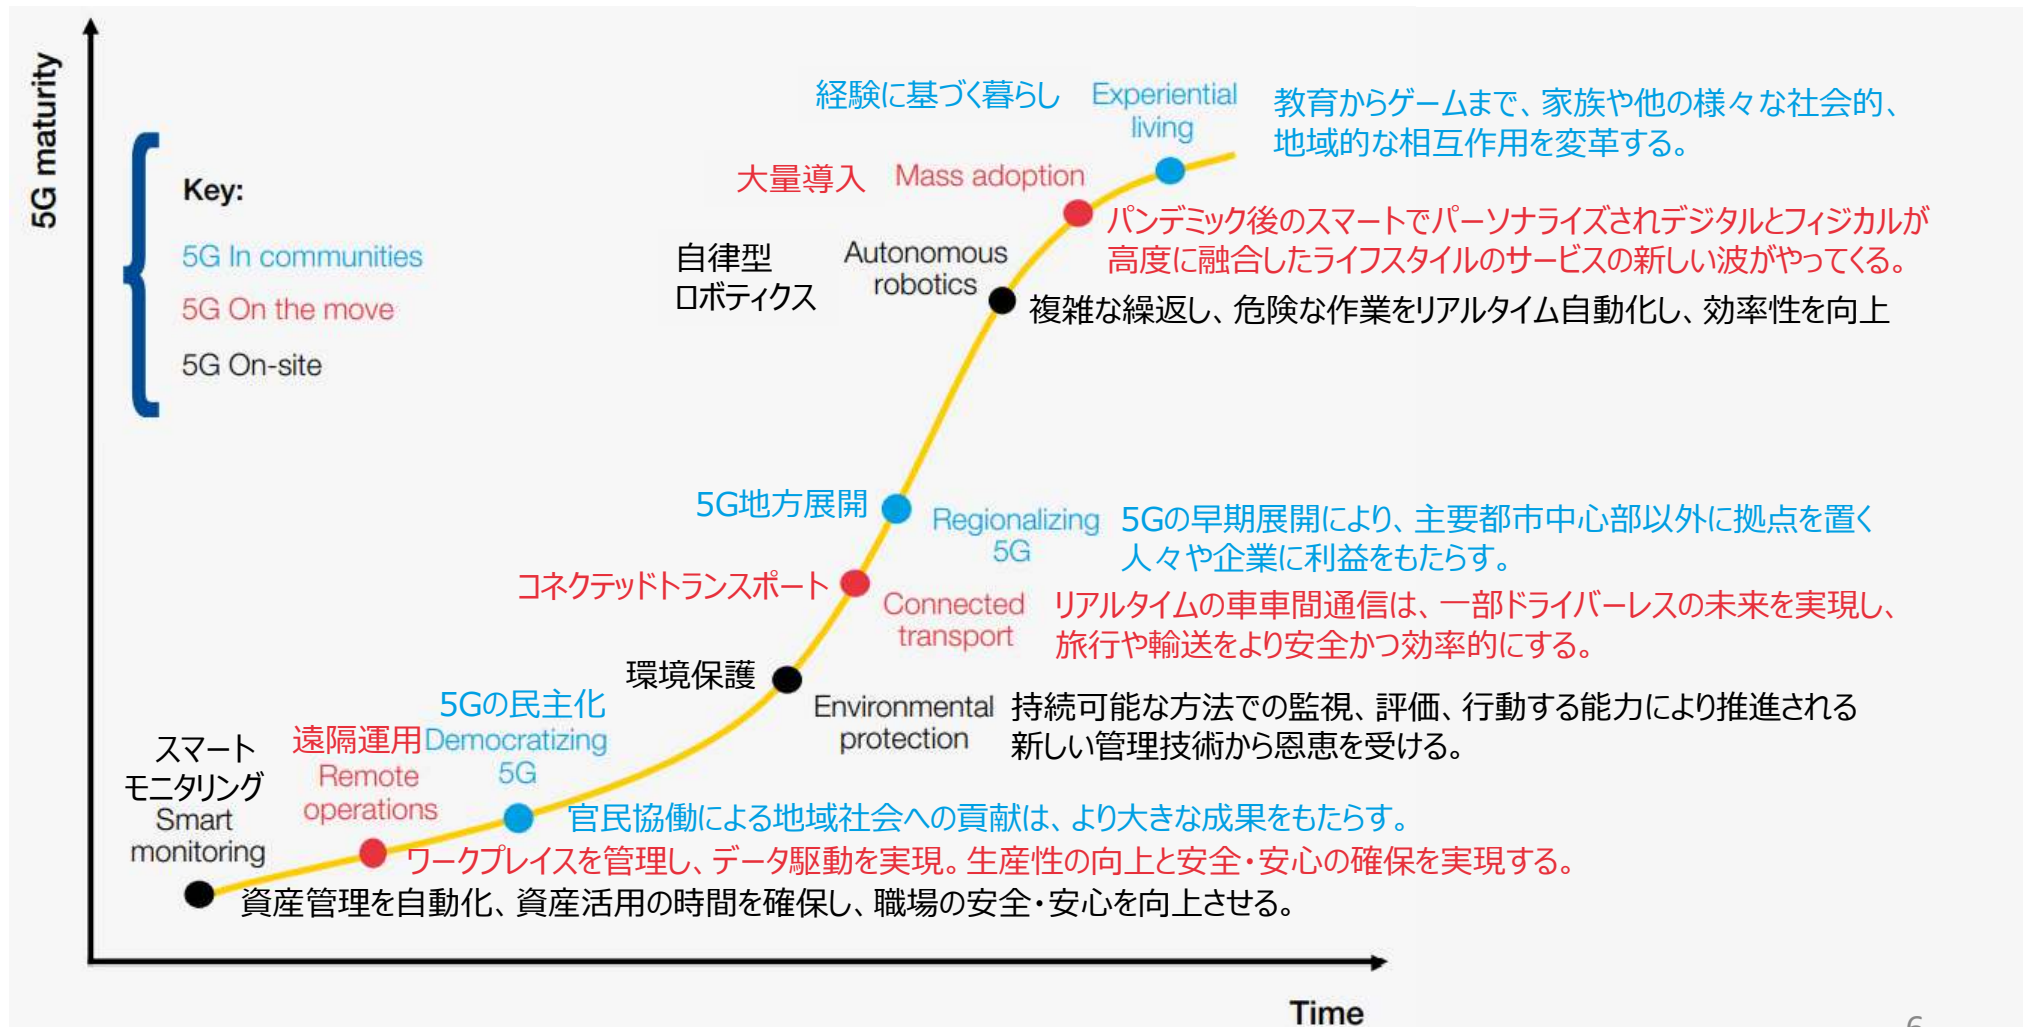 5G maturity
Key:
5G In communities
5G On the move
5G On-site
経験に基づく暮らし
Experiential
living
教育からゲームまで、家族や他の様々な社会的、
地域的な相互作用を変革する。
大量導入
Mass adoption
パンデミック後のスマートでパーソナライズされデジタルとフィジカルが
高度に融合したライフスタイルのサービスの新しい波がやってくる。
自律型
ロボティクス
Autonomous
robotics
複雑な繰返し、危険な作業をリアルタイム自動化し、効率性を向上
5G地方展開
Regionalizing
5G
5Gの早期展開により、主要都市中心部以外に拠点を置く
人々や企業に利益をもたらす。
コネクテッドトランスポート
Connected
transport
リアルタイムの車車間通信は、一部ドライバーレスの未来を実現し、
旅行や輸送をより安全かつ効率的にする。
環境保護
Environmental
protection
持続可能な方法での監視、評価、行動する能力により推進される
新しい管理技術から恩恵を受ける。
5Gの民主化
Democratizing
5G
官民協働による地域社会への貢献は、より大きな成果をもたらす。
遠隔運用
Remote
operations
ワークプレイスを管理し、データ駆動を実現。生産性の向上と安全・安心の確保を実現する。
スマート
モニタリング
Smart
monitoring
資産管理を自動化、資産活用の時間を確保し、職場の安全・安心を向上させる。
Time